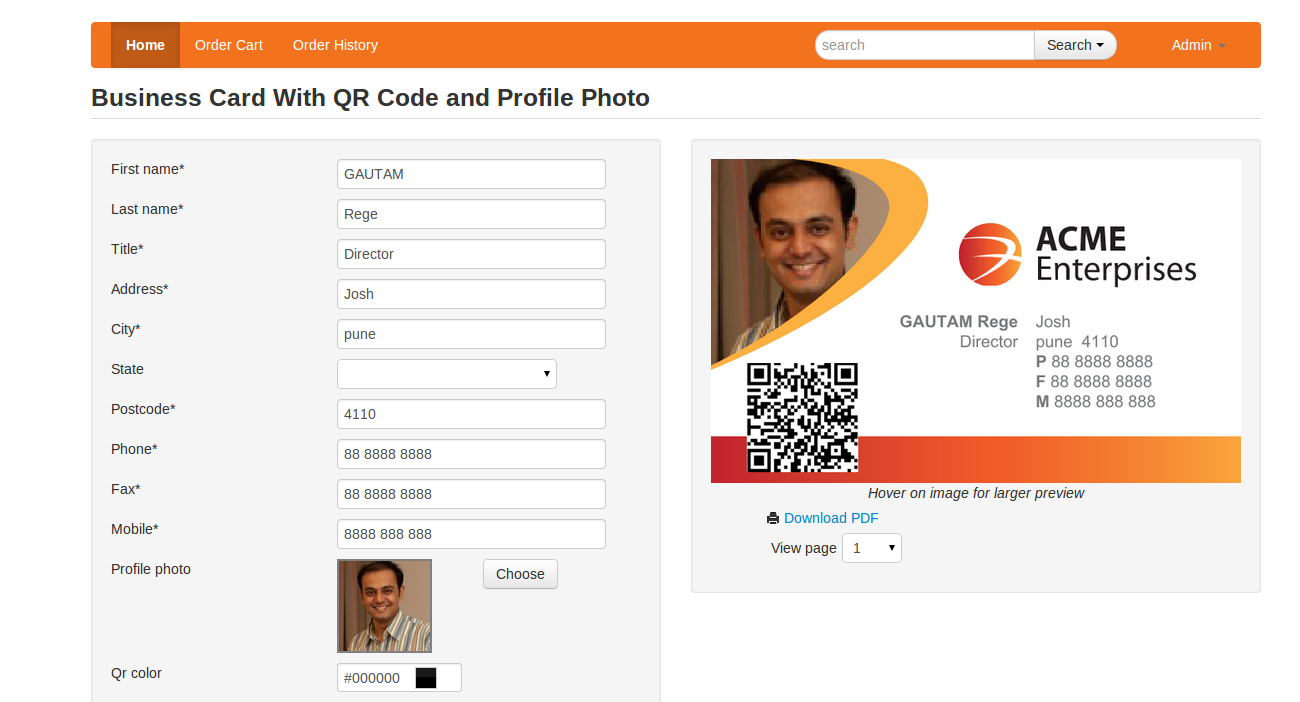 Home Order Cart Order History search Search Admin
Business Card With QR Code and Profile Photo
First name* GAUTAM
Last name* Rege
Title* Director
Address* Josh
City* pune
State
Postcode* 4110
Phone* 88 8888 8888
Fax* 88 8888 8888
Mobile* 8888 888 888
Profile photo Choose
Qr color #000000
ACME
Enterprises
GAUTAM Rege Josh
Director pune 4110
P 88 8888 8888
F 88 8888 8888
M 8888 888 888
Hover on image for larger preview
Download PDF
View page 1